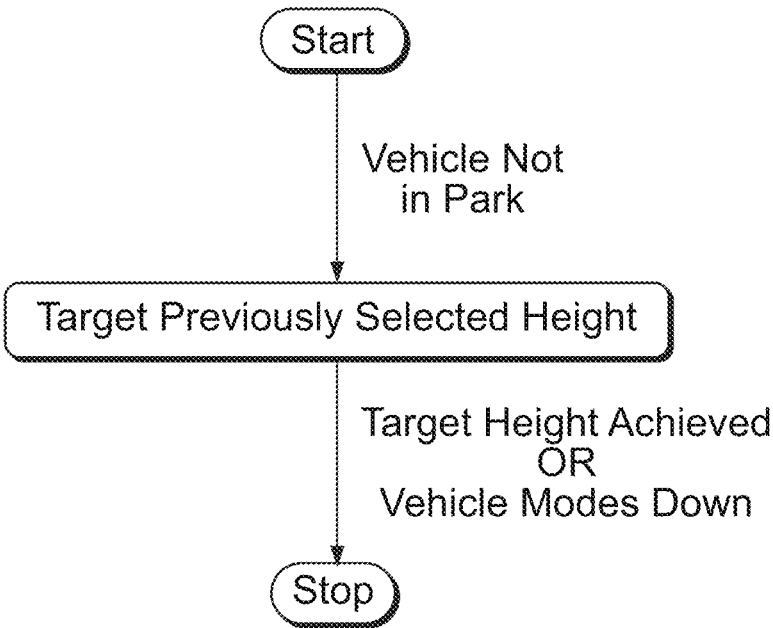 Start
Vehicle Not
in Park
Target Previously Selected Height
Target Height Achieved
OR
Vehicle Modes Down
Stop